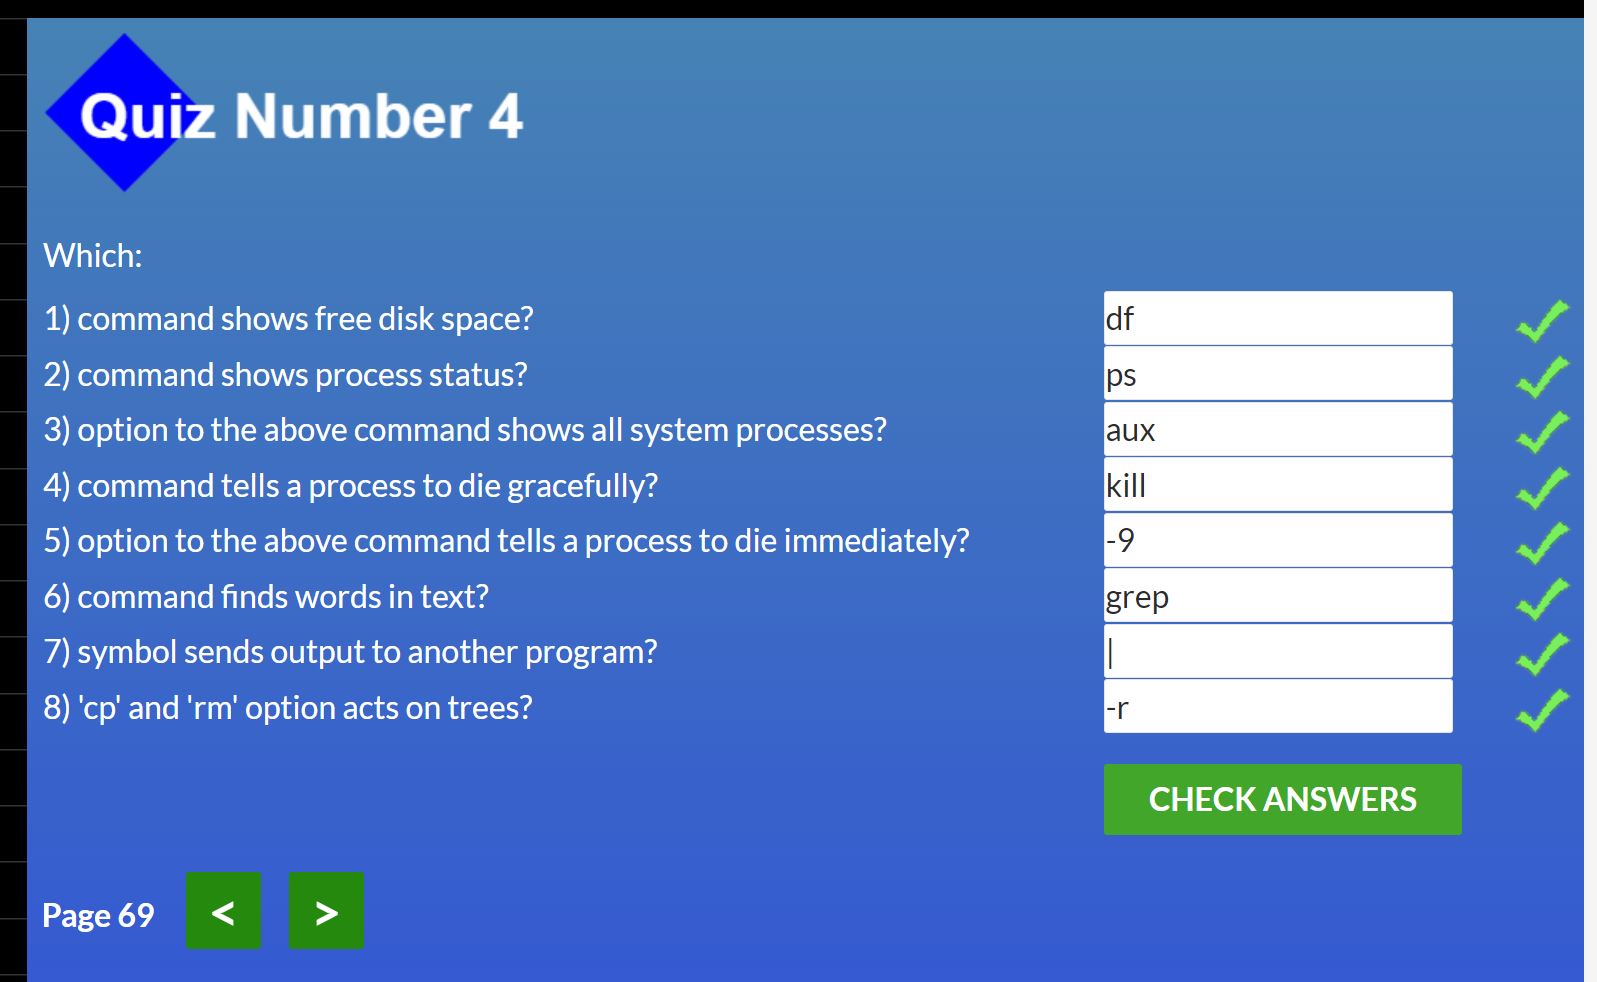 Quiz Number 4
Which:
1) command shows free disk space? df
2) command shows process status? ps
3) option to the above command shows all system processes? aux
4) command tells a process to die gracefully? kill
5) option to the above command tells a process to die immediately? -9
6) command finds words in text? grep
7) symbol sends output to another program? |
8) 'cp' and 'rm' option acts on trees? -r
CHECK ANSWERS
Page 69 < >